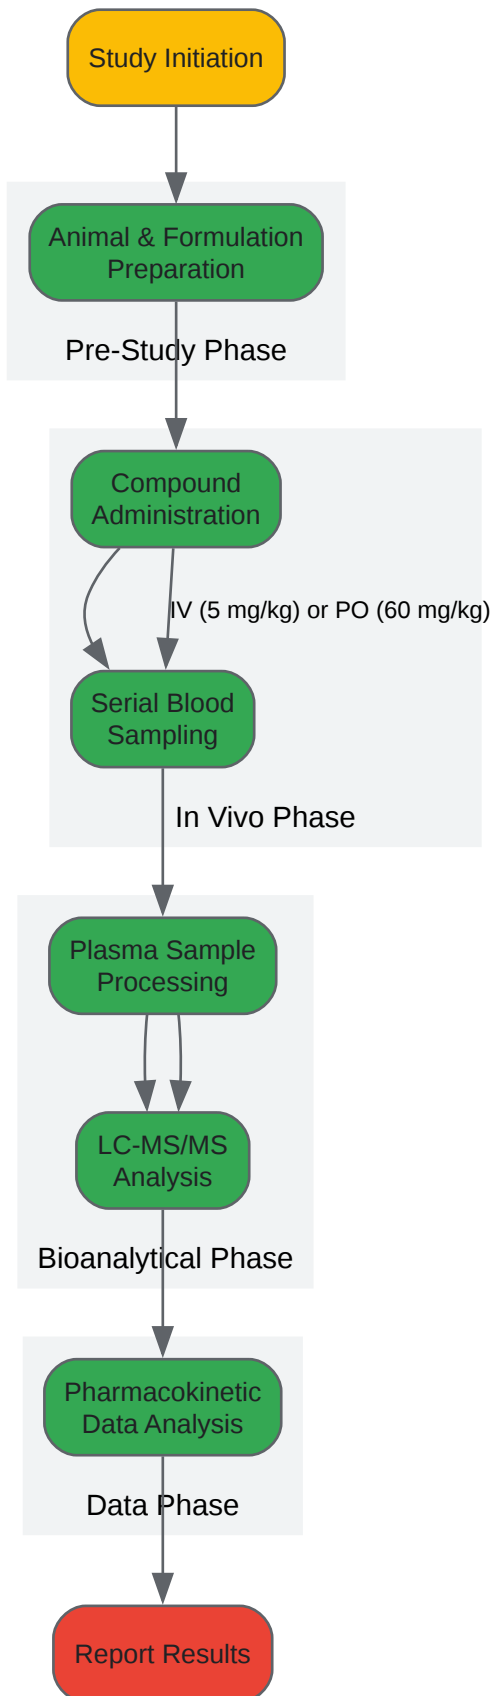 Study Initiation
Animal & Formulation
Preparation
Pre-Study Phase
Compound
Administration
IV (5 mg/kg) or PO (60 mg/kg)
Serial Blood
Sampling
In Vivo Phase
Plasma Sample
Processing
LC-MS/MS
Analysis
Bioanalytical Phase
Pharmacokinetic
Data Analysis
Data Phase
Report Results